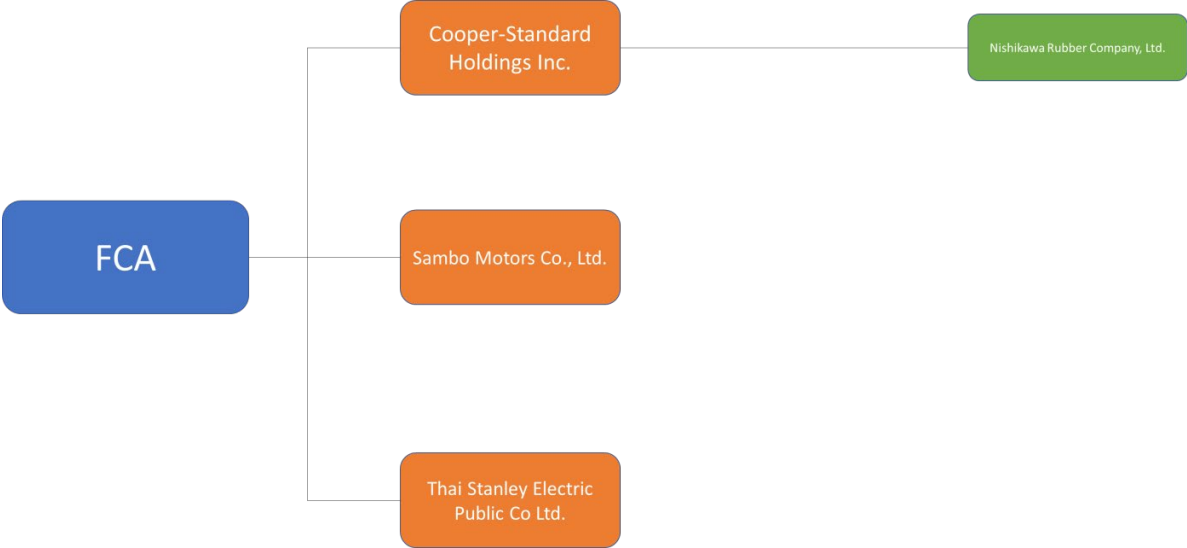 Cooper-Standard
Holdings Inc.
Nishikawa Rubber Company, Ltd.
FCA
Sambo Motors Co., Ltd.
Thai Stanley Electric
Public Co Ltd.